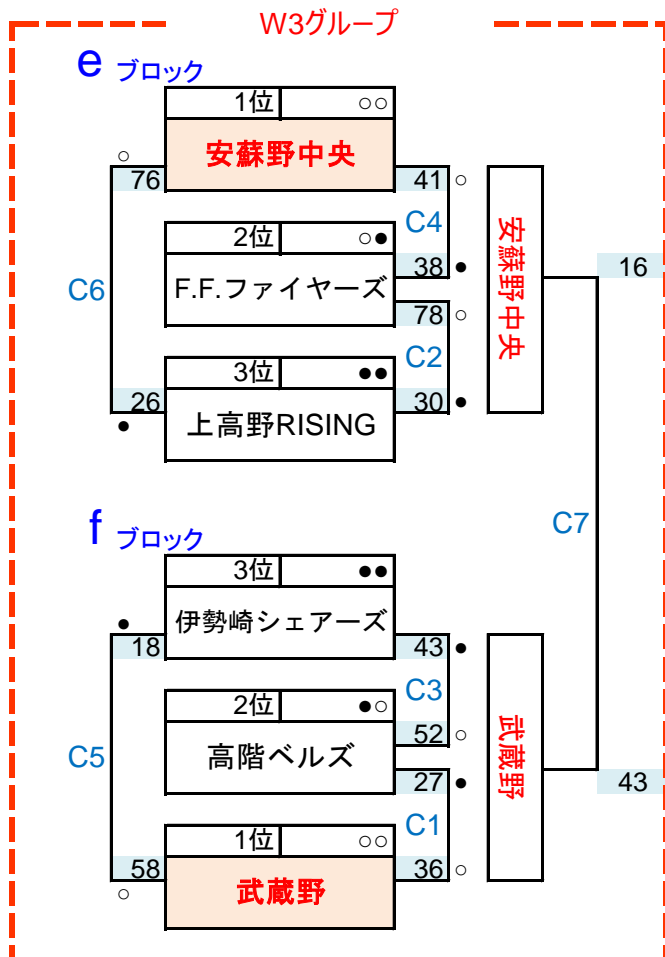 W3グループ
e ブロック
1位 ○○
○ 安蘇野中央
76 41 ○
C4
2位 ○●
38 ●
F.F.ファイヤーズ
C6
78 ○
C2
3位 ●●
26 30 ●
● 上高野RISING
安蘇野中央
16
f ブロック
C7
3位 ●●
● 伊勢崎シェアーズ
18 43 ●
C3
2位 ●○
52 ○
高階ベルズ
C5
27 ●
C1
1位 ○○
58 36 ○
○ 武蔵野
武蔵野
43